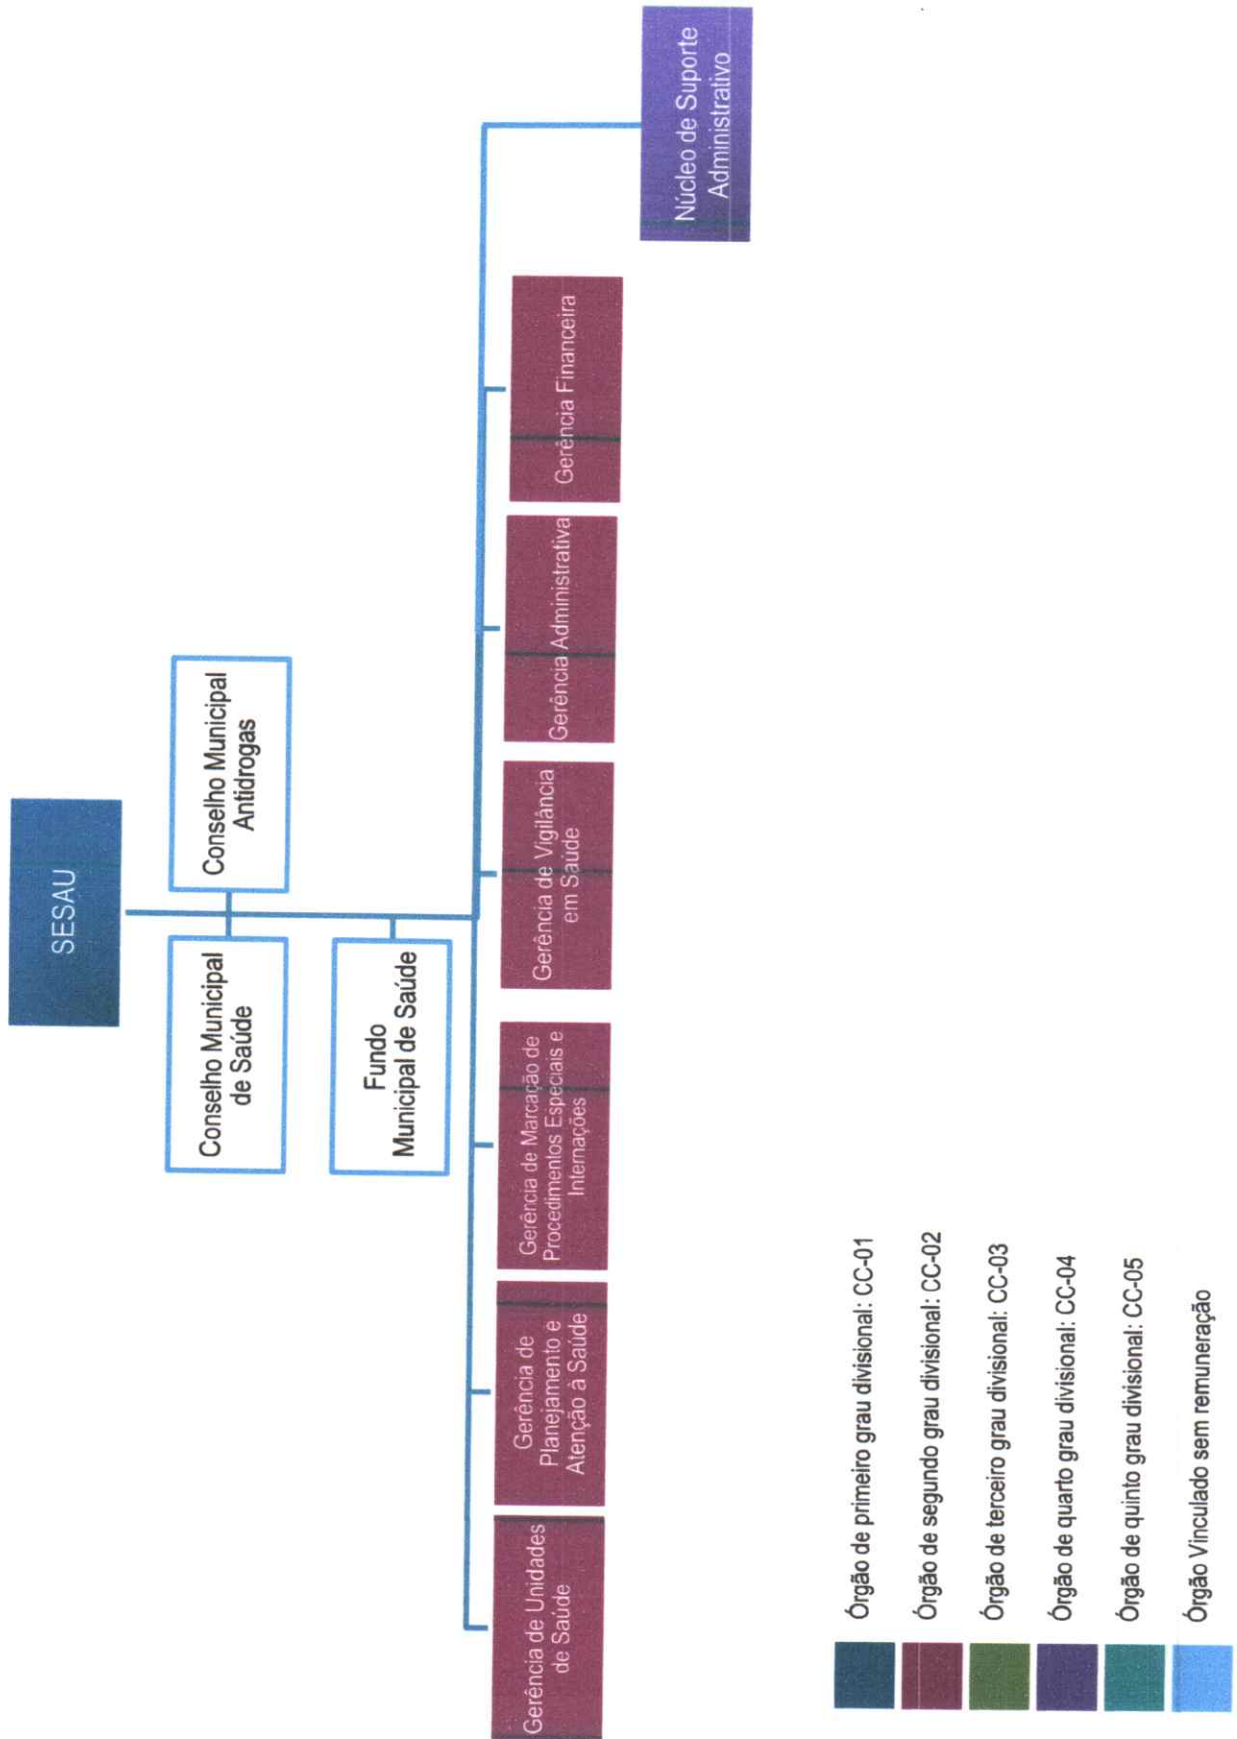 SESAU
Conselho Municipal
de Saúde
Conselho Municipal
Antidrogas
Fundo
Municipal de Saúde
Gerência de Unidades
de Saúde
Gerência de
Planejamento e
Atenção à Saúde
Gerência de Marcação de
Procedimentos Especiais e
Internações
Gerência de Vigilância
em Saúde
Gerência Administrativa
Gerência Financeira
Núcleo de Suporte
Administrativo
Órgão de primeiro grau divisional: CC-01
Órgão de segundo grau divisional: CC-02
Órgão de terceiro grau divisional: CC-03
Órgão de quarto grau divisional: CC-04
Órgão de quinto grau divisional: CC-05
Órgão Vinculado sem remuneração